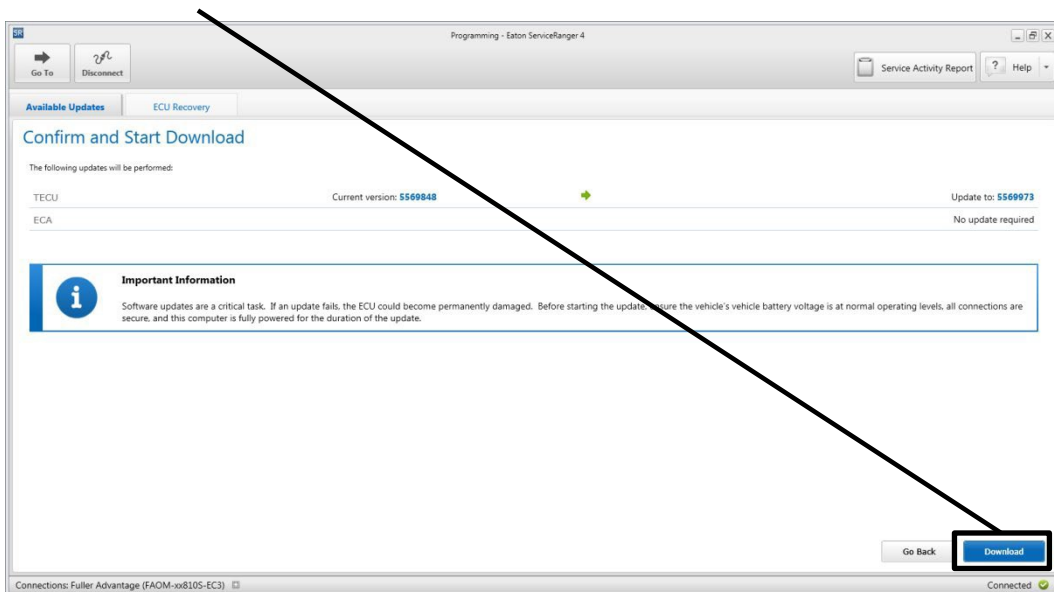 SR
Programming - Eaton ServiceRanger 4
Go To
Disconnect
Service Activity Report
? Help
Available Updates
ECU Recovery
Confirm and Start Download
The following updates will be performed:
TECU Current version: 5569848 Update to: 5569973
ECA No update required
Important Information
Software updates are a critical task. If an update fails, the ECU could become permanently damaged. Before starting the update, ensure the vehicle's vehicle battery voltage is at normal operating levels, all connections are
secure, and this computer is fully powered for the duration of the update.
Go Back
Download
Connections: Fuller Advantage (FAOM-xx810S-EC3)
Connected